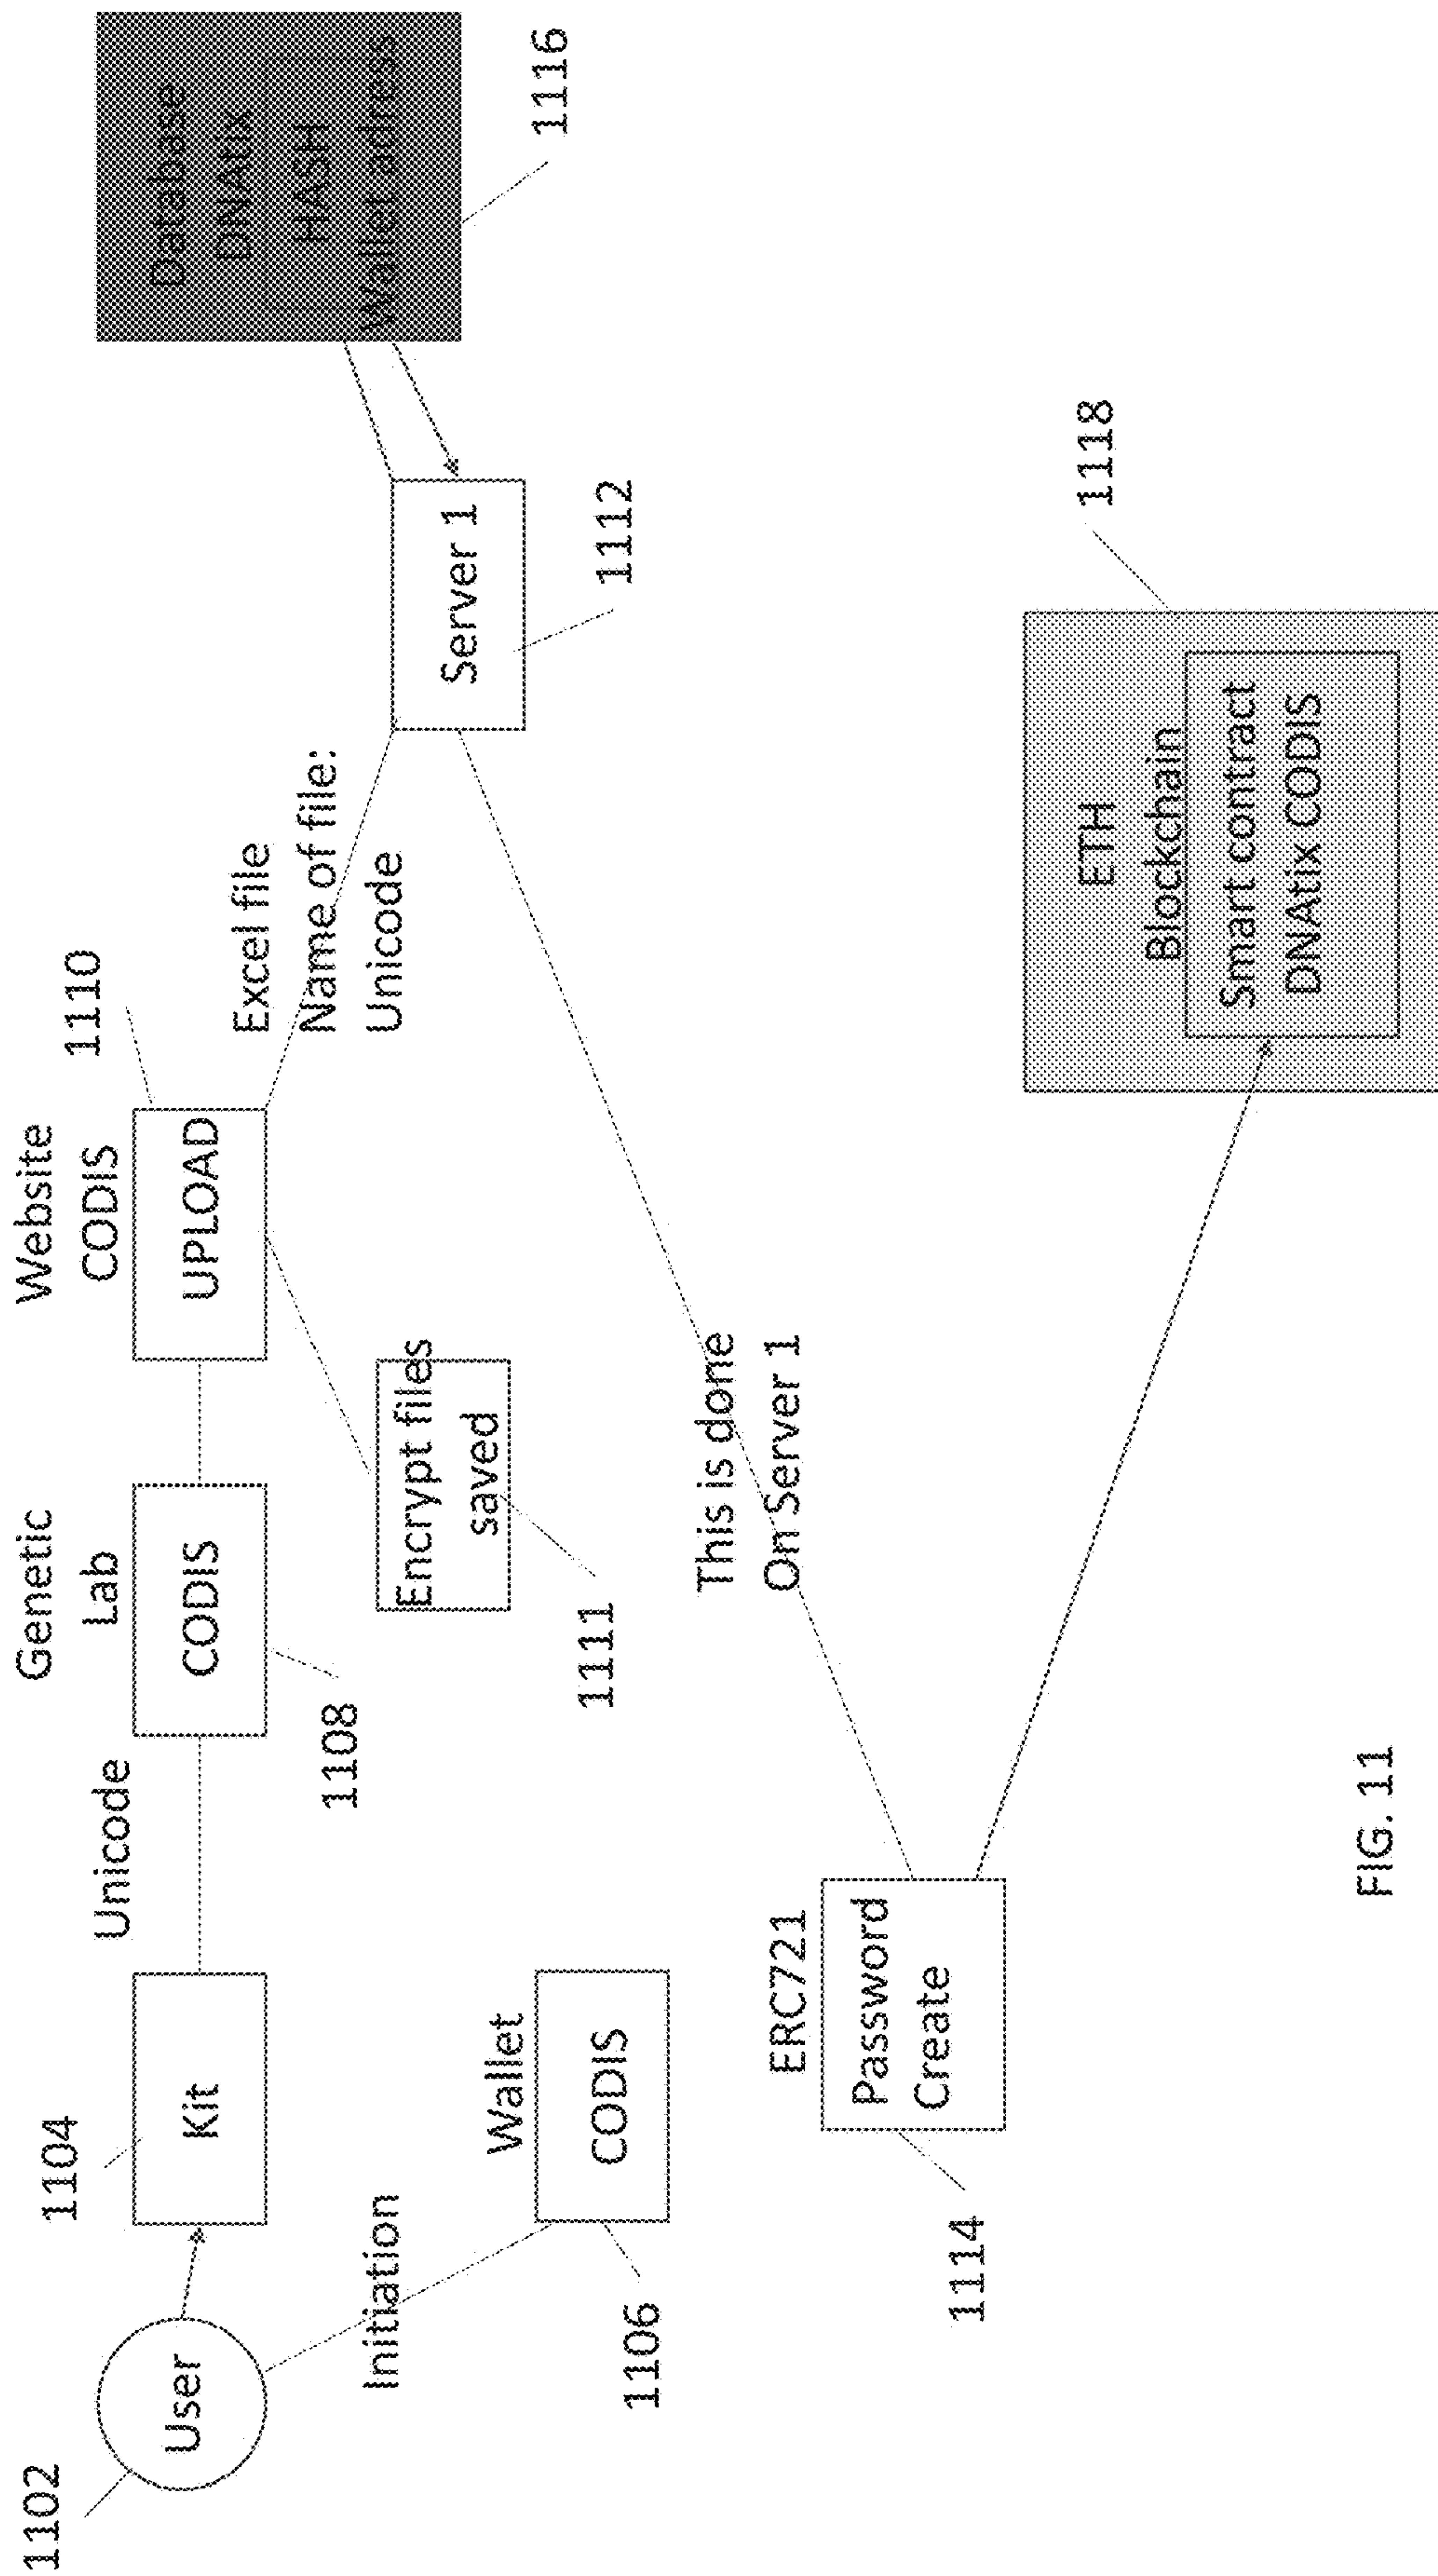 1102
User
1104
Kit
Unicode
Genetic
Lab
CODIS
1108
Website
CODIS
UPLOAD
1110
Encrypt files
saved
1111
Excel file
Name of file:
Unicode
Server 1
1112
Database
DNAtix
HASH
Wallet adress
1116
Initiation
Wallet
CODIS
1106
This is done
On Server 1
ERC721
Password
Create
1114
ETH
Blockchain
Smart contract
DNAtix CODIS
1118
FIG. 11